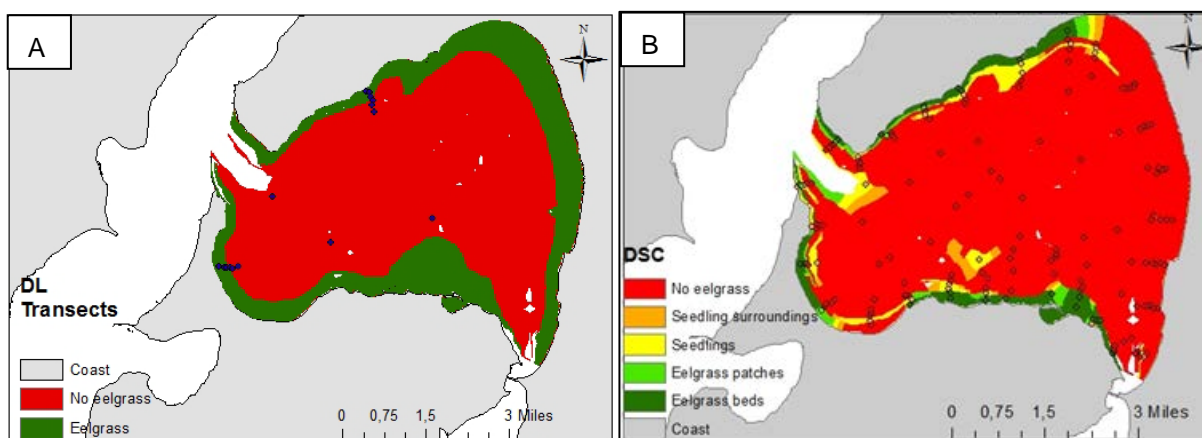 A
N
DL
Transects
Coast
No eelgrass
Eelgrass
0 0,75 1,5 3 Miles
B
N
DSC
No eelgrass
Seedling surroundings
Seedlings
Eelgrass patches
Eelgrass beds
Coast
0 0,75 1,5 3 Miles